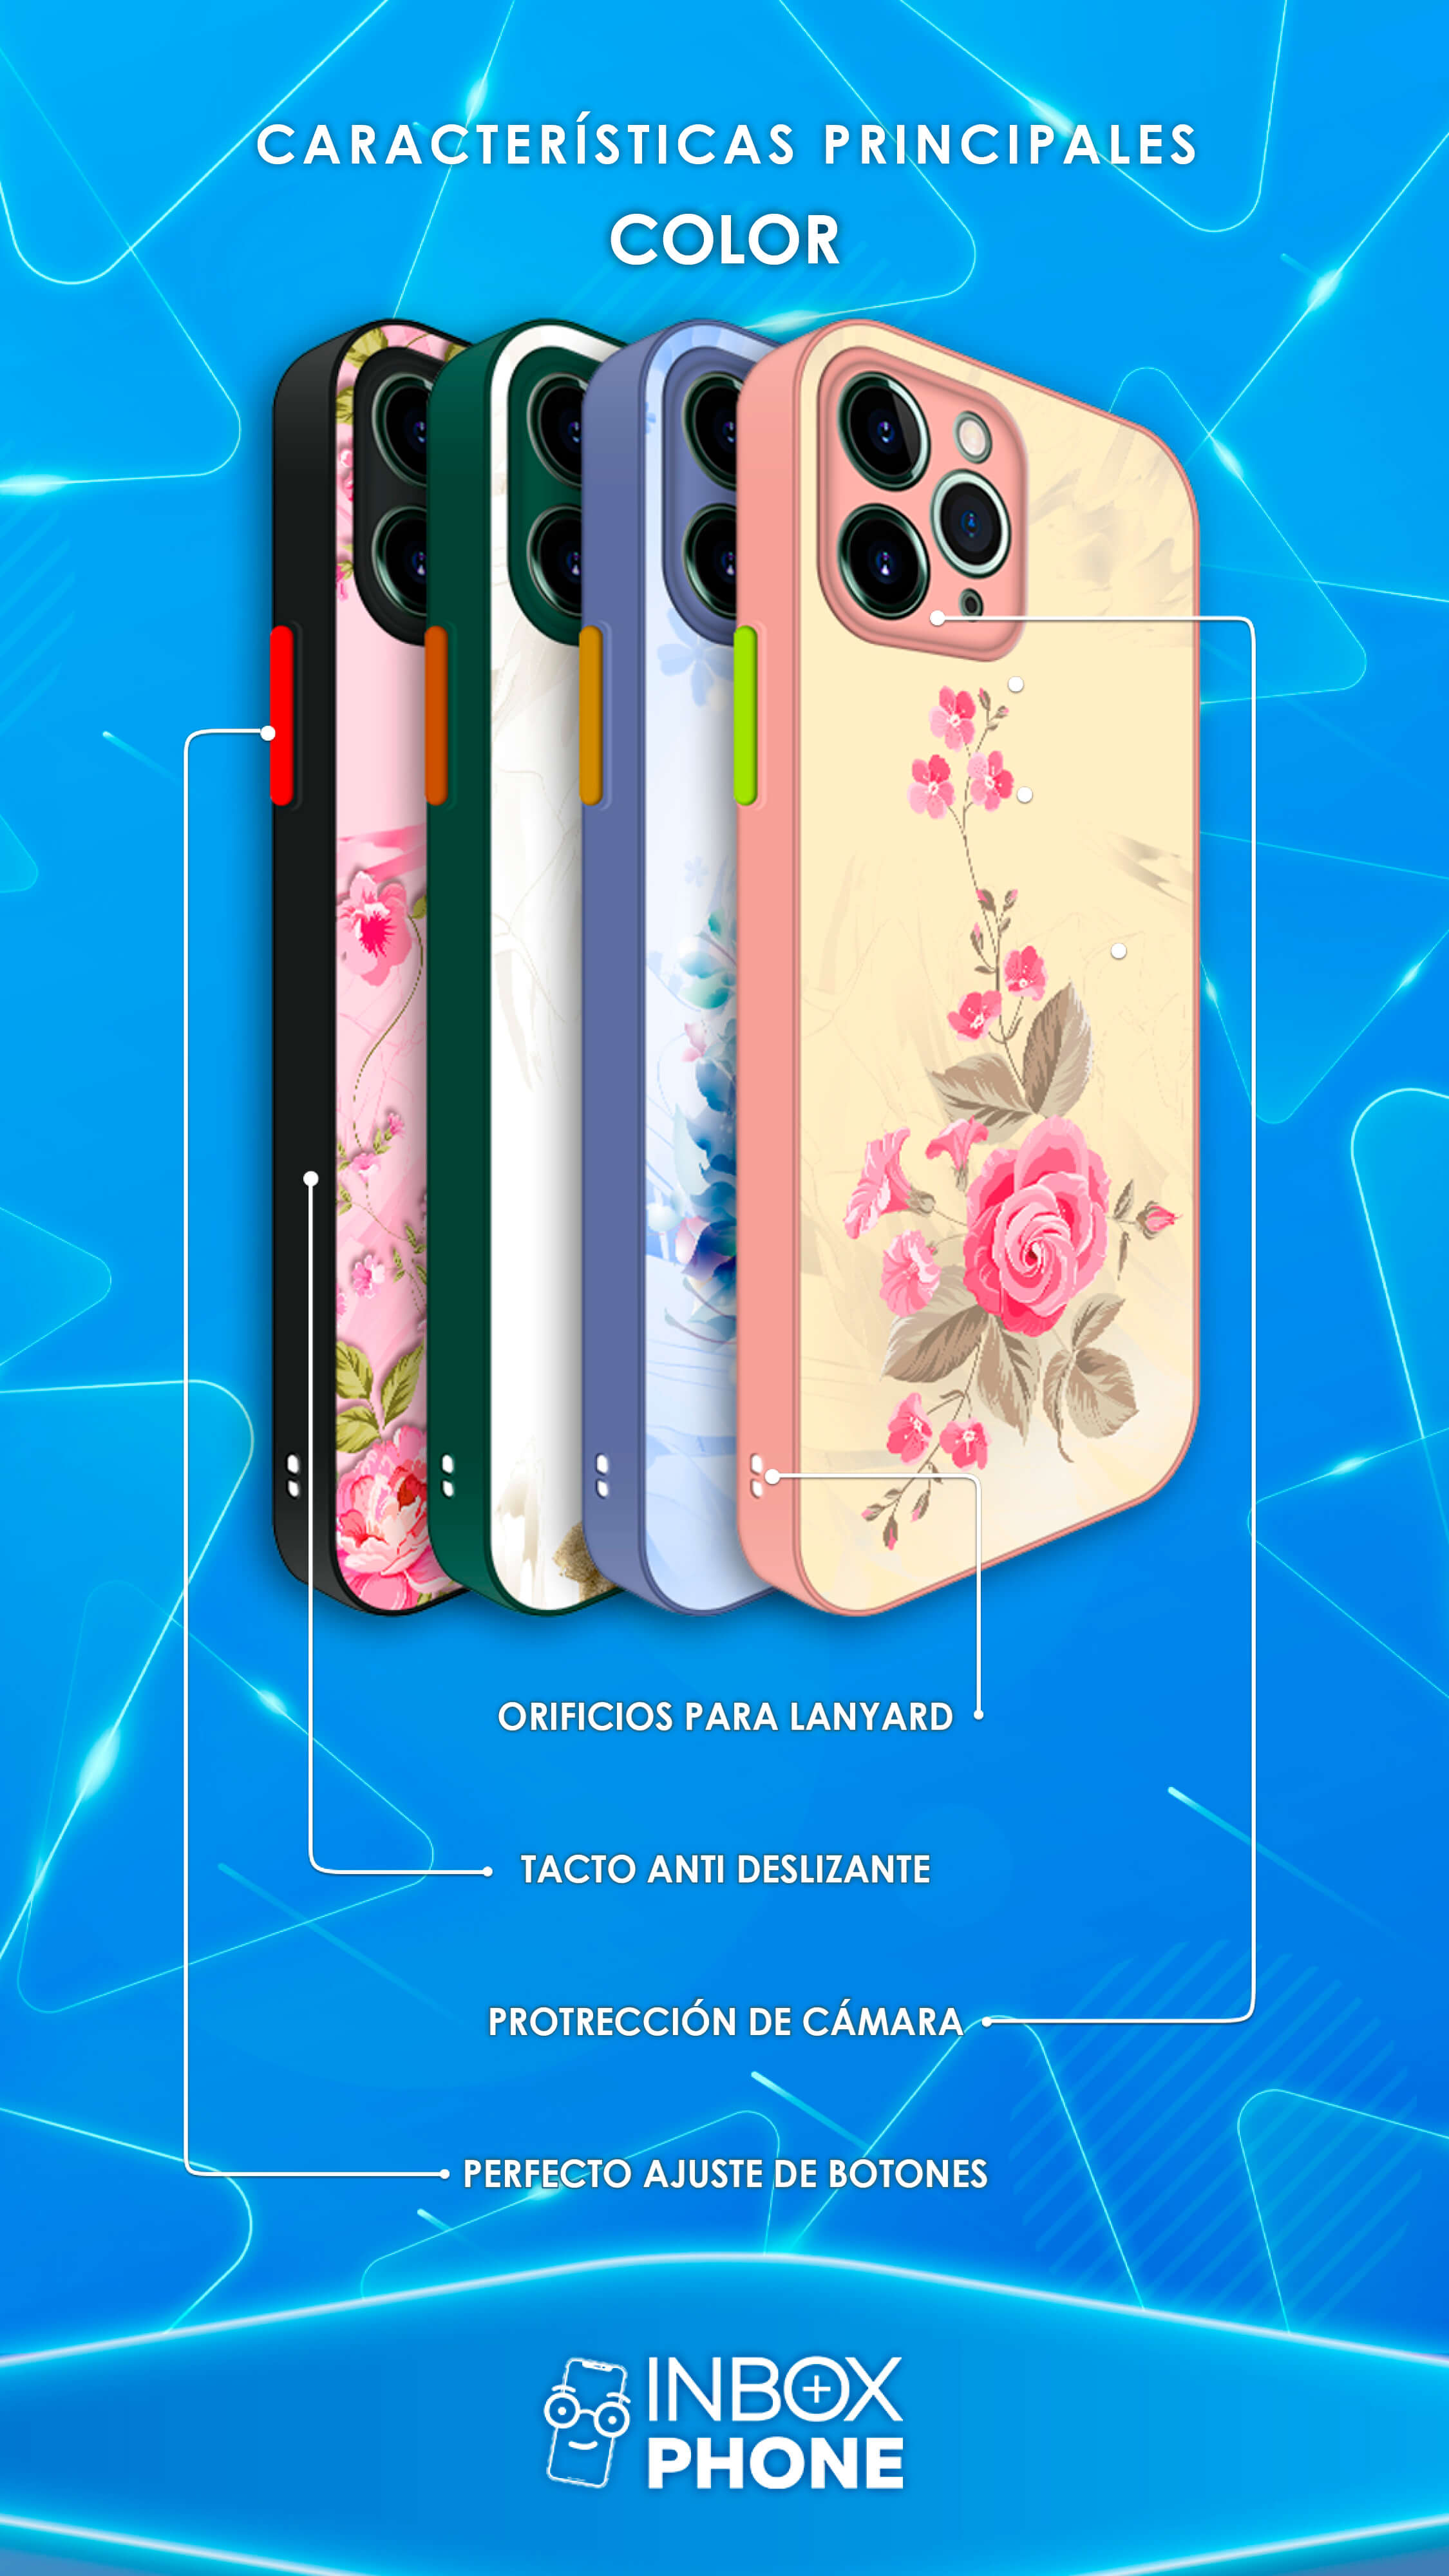 CARACTERÍSTICAS PRINCIPALES
COLOR
ORIFICIOS PARA LANYARD
TACTO ANTI DESLIZANTE
PROTRECCIÓN DE CÁMARA
PERFECTO AJUSTE DE BOTONES
INBOX
PHONE